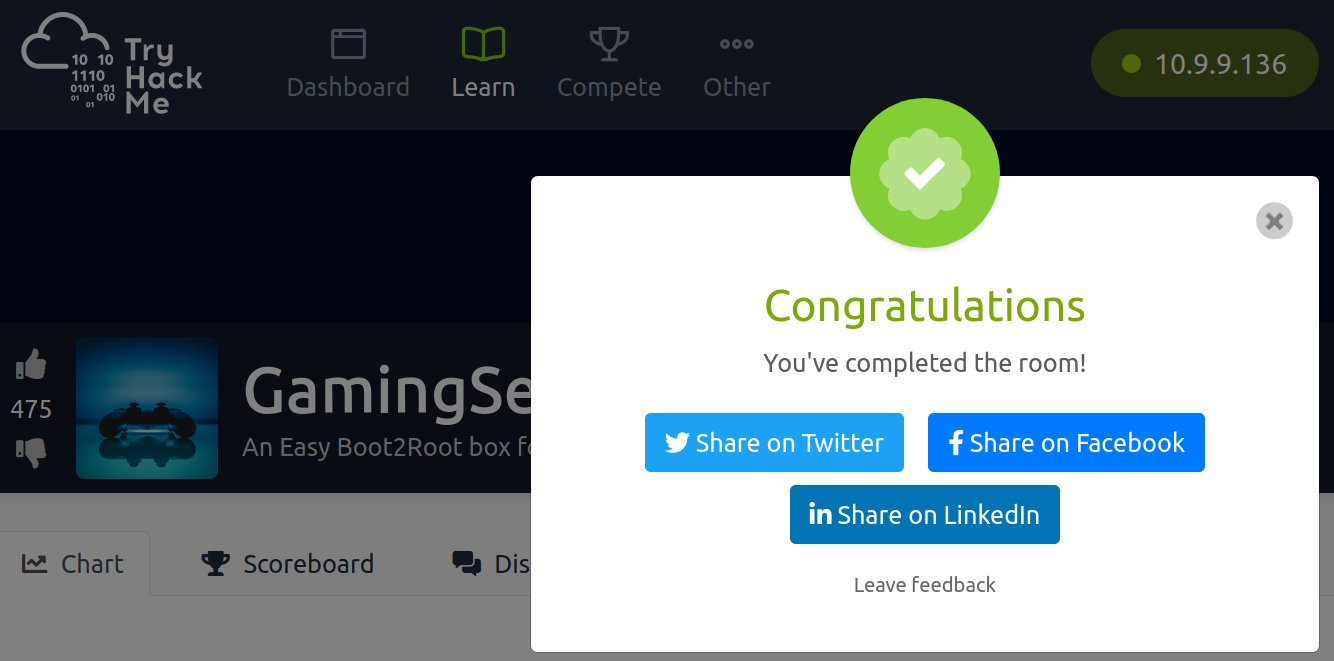 Try
Hack
Me
10 10
1110
0101 01
01 010
01
Dashboard
Learn
Compete
Other
10.9.9.136
Congratulations
You've completed the room!
475
GamingSe
An Easy Boot2Root box
Share on Twitter
Share on Facebook
Share on LinkedIn
Chart
Scoreboard
Dis
Leave feedback